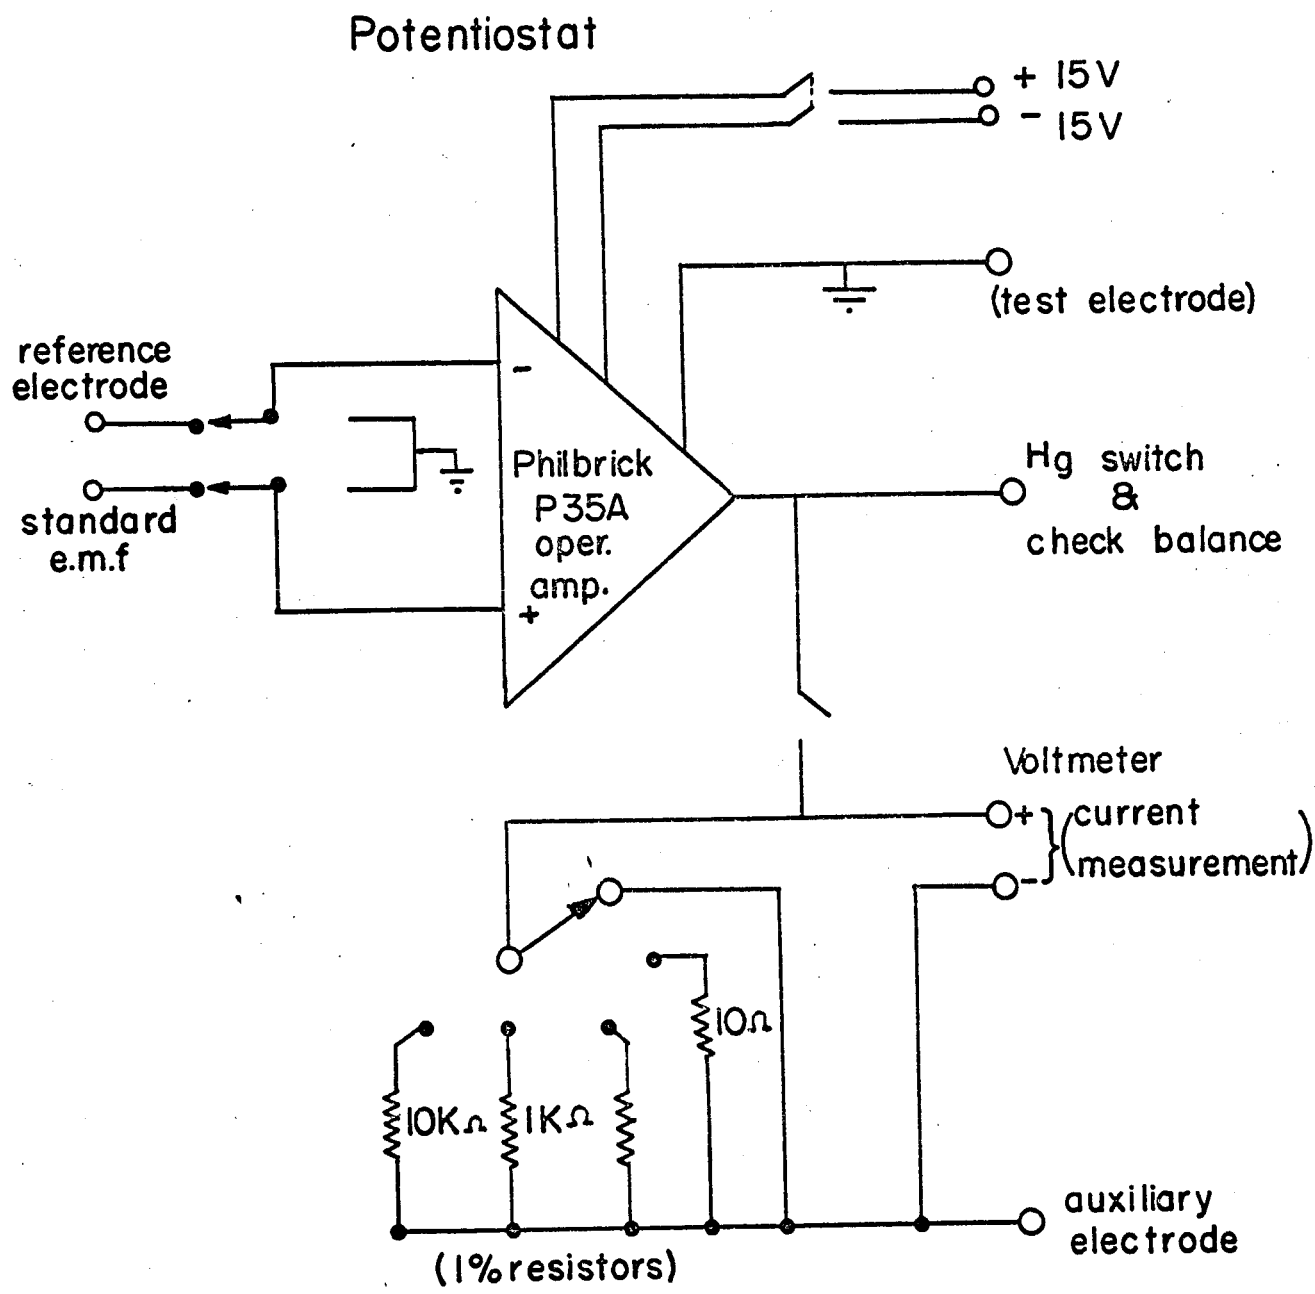 Potentiostat
+ 15V
- 15V
(test electrode)
reference
electrode
standard
e.m.f
-
Philbrick
P35A
oper.
amp.
+
Hg switch
&
check balance
Voltmeter
+
(current
measurement)
-
10Ω
10KΩ
1KΩ
auxiliary
electrode
(1% resistors)